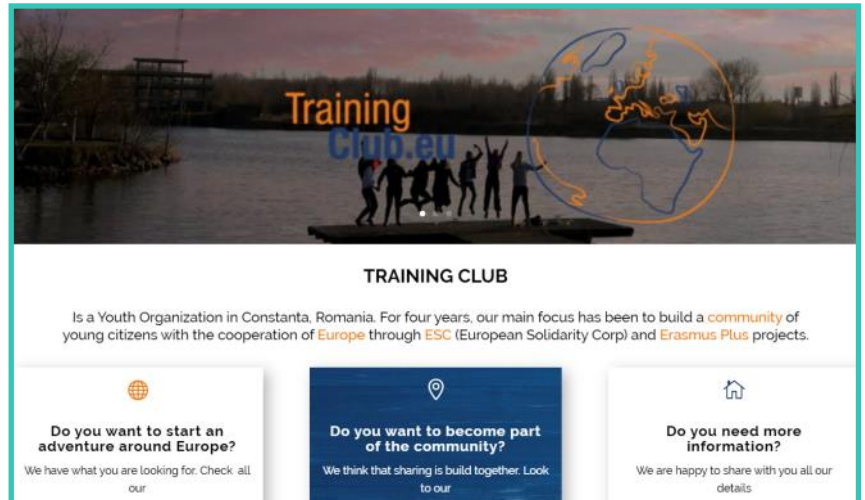 Training
Club.eu
TRAINING CLUB
Is a Youth Organization in Constanta, Romania. For four years, our main focus has been to build a community of
young citizens with the cooperation of Europe through ESC (European Solidarity Corp) and Erasmus Plus projects.
Do you want to start an
adventure around Europe?
We have what you are looking for. Check all
our
Do you want to become part
of the community?
We think that sharing is build together. Look
to our
Do you need more
information?
We are happy to share with you all our
details